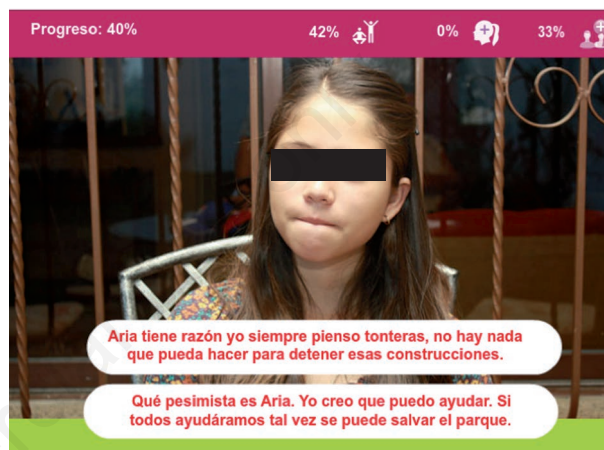 Progreso: 40% 42% 0% 33%
Aria tiene razón yo siempre pienso tonteras, no hay nada
que pueda hacer para detener esas construcciones.
Qué pesimista es Aria. Yo creo que puedo ayudar. Si
todos ayudáramos tal vez se puede salvar el parque.